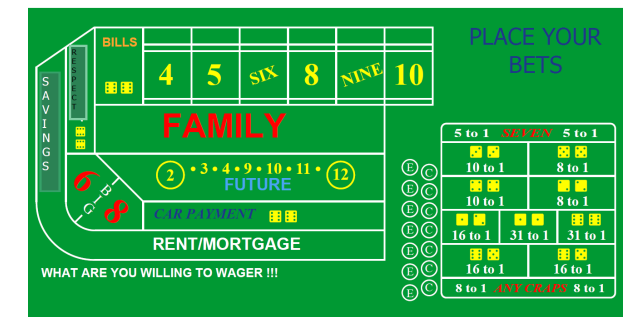 PLACE YOUR
BETS
BILLS
RESPECT
SAVINGS
4 5 SIX 8 NINE 10
FAMILY
2 • 3 • 4 • 9 • 10 • 11 • 12
FUTURE
6 8
B G
CAR PAYMENT
RENT/MORTGAGE
WHAT ARE YOU WILLING TO WAGER !!!
5 to 1 SEVEN 5 to 1
10 to 1 8 to 1
10 to 1 8 to 1
16 to 1 31 to 1 31 to 1
16 to 1 16 to 1
8 to 1 ANY CRAPS 8 to 1
E C
E C
E C
E C
E C
E C
E C